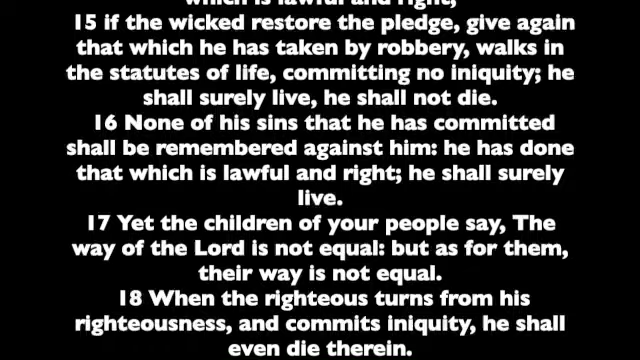 which is lawful and right;
15 if the wicked restore the pledge, give again
that which he has taken by robbery, walks in
the statutes of life, committing no iniquity; he
shall surely live, he shall not die.
16 None of his sins that he has committed
shall be remembered against him: he has done
that which is lawful and right; he shall surely
live.
17 Yet the children of your people say, The
way of the Lord is not equal: but as for them,
their way is not equal.
18 When the righteous turns from his
righteousness, and commits iniquity, he shall
even die therein.